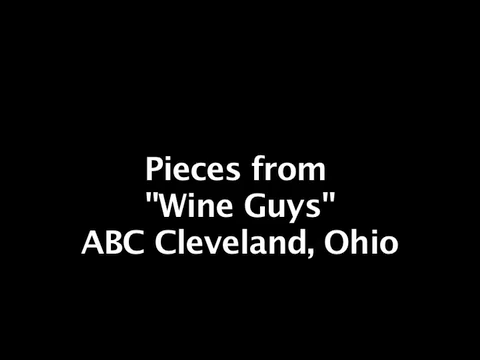 Pieces from
"Wine Guys"
ABC Cleveland, Ohio